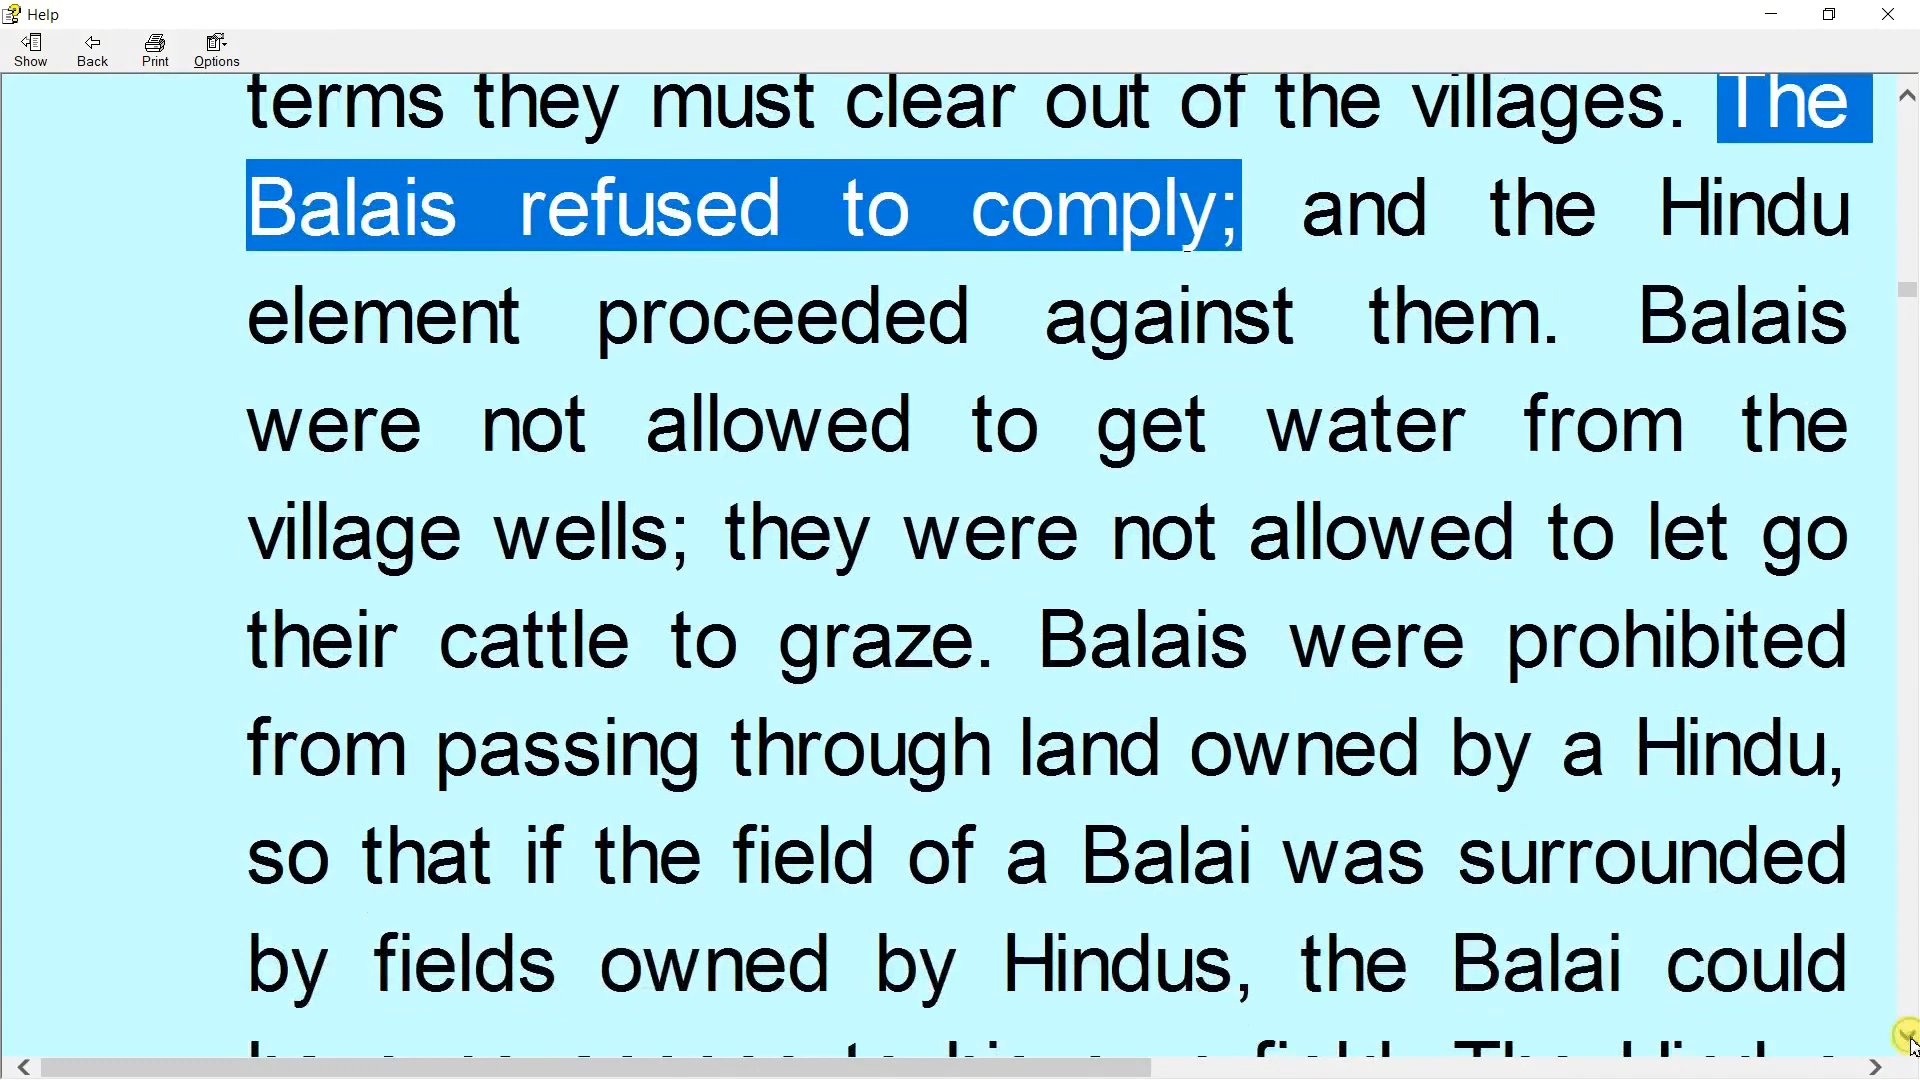 Help
Show Back Print Options
terms they must clear out of the villages. The
Balais refused to comply; and the Hindu
element proceeded against them. Balais
were not allowed to get water from the
village wells; they were not allowed to let go
their cattle to graze. Balais were prohibited
from passing through land owned by a Hindu,
so that if the field of a Balai was surrounded
by fields owned by Hindus, the Balai could